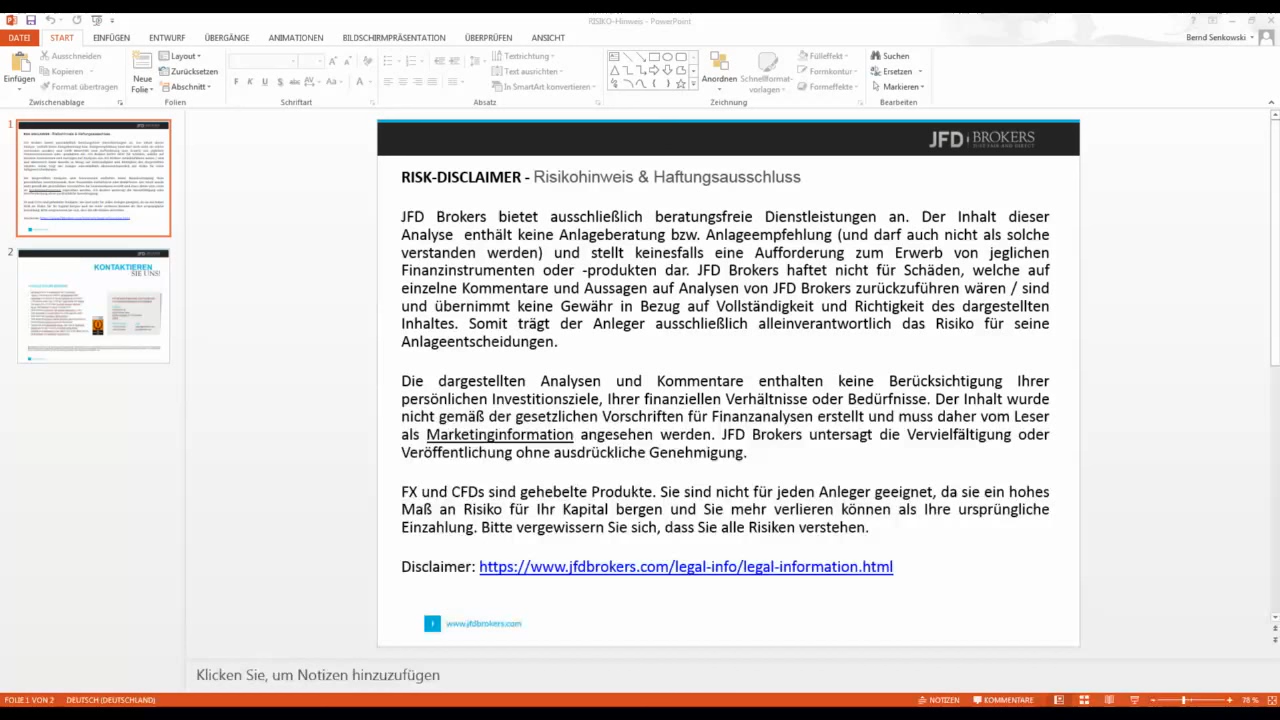 RISIKO-Hinweis - PowerPoint
DATEI START EINFÜGEN ENTWURF ÜBERGÄNGE ANIMATIONEN BILDSCHIRMPRÄSENTATION ÜBERPRÜFEN ANSICHT Bernd Senkowski
Ausschneiden Layout Textrichtung Fülleffekt Suchen
Kopieren Zurücksetzen Text ausrichten Formkontur Ersetzen
Einfügen Format übertragen Neue Folie Abschnitt In SmartArt konvertieren Anordnen Schnellformat-vorlagen Formeffekte Markieren
Zwischenablage Folien Schriftart Absatz Zeichnung Bearbeiten
1
2
KONTAKTIEREN
SIE UNS!
JFD BROKERS
JUST FAIR AND DIRECT
RISK-DISCLAIMER - Risikohinweis & Haftungsausschluss
JFD Brokers bietet ausschließlich beratungsfreie Dienstleistungen an. Der Inhalt dieser
Analyse enthält keine Anlageberatung bzw. Anlageempfehlung (und darf auch nicht als solche
verstanden werden) und stellt keinesfalls eine Aufforderung zum Erwerb von jeglichen
Finanzinstrumenten oder -produkten dar. JFD Brokers haftet nicht für Schäden, welche auf
einzelne Kommentare und Aussagen auf Analysen von JFD Brokers zurückzuführen wären / sind
und übernimmt keine Gewähr in Bezug auf Vollständigkeit und Richtigkeit des dargestellten
Inhaltes. Somit trägt der Anleger ausschließlich alleinverantwortlich das Risiko für seine
Anlageentscheidungen.
Die dargestellten Analysen und Kommentare enthalten keine Berücksichtigung Ihrer
persönlichen Investitionsziele, Ihrer finanziellen Verhältnisse oder Bedürfnisse. Der Inhalt wurde
nicht gemäß der gesetzlichen Vorschriften für Finanzanalysen erstellt und muss daher vom Leser
als Marketinginformation angesehen werden. JFD Brokers untersagt die Vervielfältigung oder
Veröffentlichung ohne ausdrückliche Genehmigung.
FX und CFDs sind gehebelte Produkte. Sie sind nicht für jeden Anleger geeignet, da sie ein hohes
Maß an Risiko für Ihr Kapital bergen und Sie mehr verlieren können als Ihre ursprüngliche
Einzahlung. Bitte vergewissern Sie sich, dass Sie alle Risiken verstehen.
Disclaimer: https://www.jfdbrokers.com/legal-info/legal-information.html
1 www.jfdbrokers.com
Klicken Sie, um Notizen hinzuzufügen
FOLIE 1 VON 2 DEUTSCH (DEUTSCHLAND) NOTIZEN KOMMENTARE 78 %